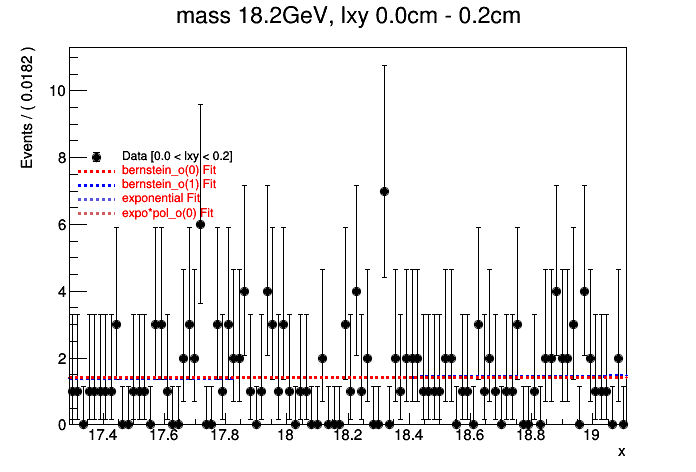 mass 18.2GeV, lxy 0.0cm - 0.2cm
Events / ( 0.0182 )
10
8
Data [0.0 < lxy < 0.2]
bernstein_o(0) Fit
bernstein_o(1) Fit
exponential Fit
expo*pol_o(0) Fit
6
4
2
0
17.4 17.6 17.8 18 18.2 18.4 18.6 18.8 19
x